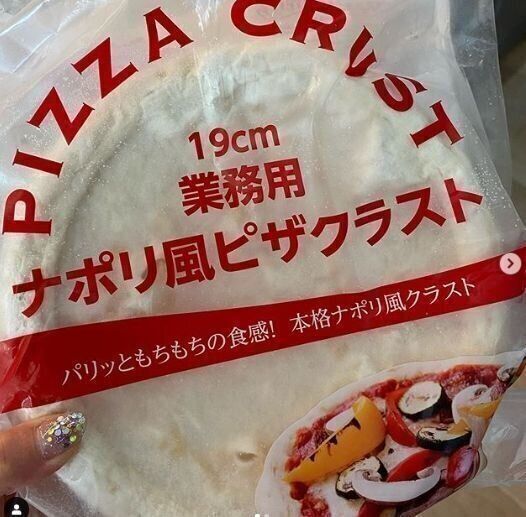 PIZZA CRUST
19cm
業務用
ナポリ風ピザクラスト
パリッともちもちの食感! 本格ナポリ風クラスト